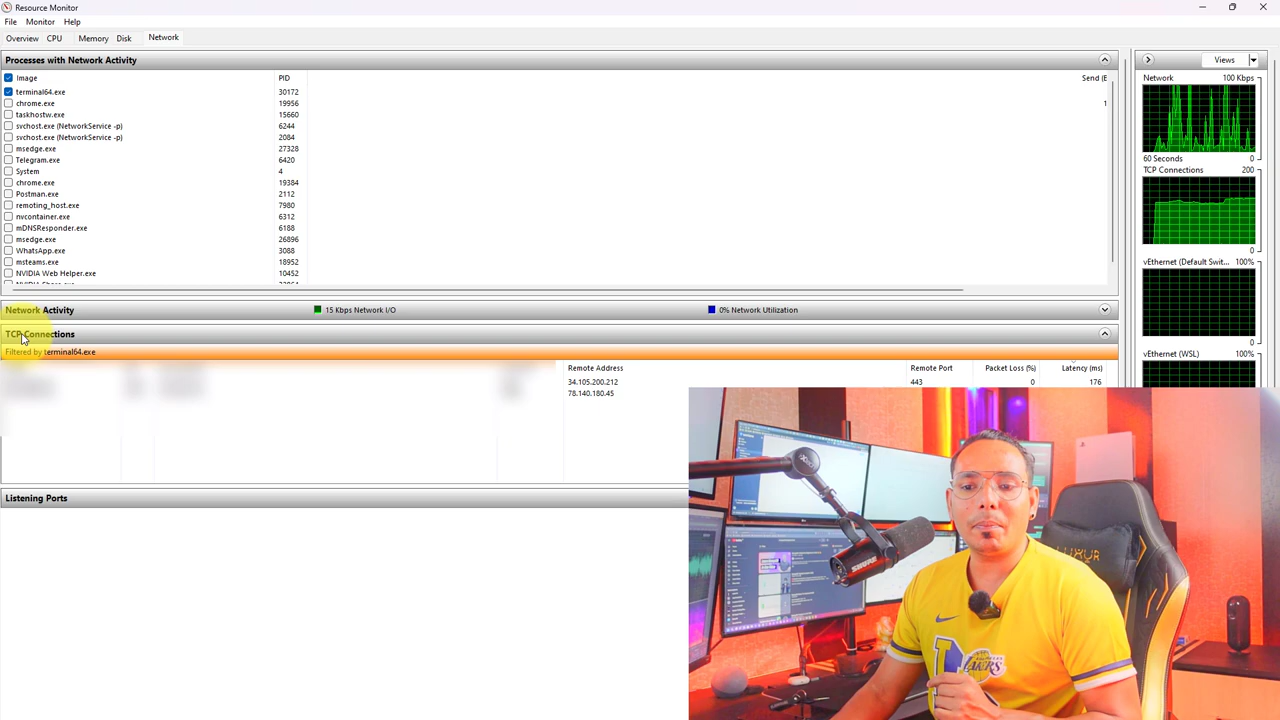 Resource Monitor
File Monitor Help
Overview CPU Memory Disk Network
Processes with Network Activity
Image PID Send (B
terminal64.exe 30172
chrome.exe 19956 1
taskhostw.exe 15660
svchost.exe (NetworkService -p) 6244
svchost.exe (NetworkService -p) 2084
msedge.exe 27328
Telegram.exe 6420
System 4
chrome.exe 19384
Postman.exe 2112
remoting_host.exe 7980
nvcontainer.exe 6312
mDNSResponder.exe 6188
msedge.exe 26896
WhatsApp.exe 3088
msteams.exe 18952
NVIDIA Web Helper.exe 10452
Network Activity 15 Kbps Network I/O 0% Network Utilization
TCP Connections
Filtered by terminal64.exe
Remote Address Remote Port Packet Loss (%) Latency (ms)
34.105.200.212 443 0 176
78.140.180.45
Listening Ports
Views
Network 100 Kbps
60 Seconds 0
TCP Connections 200
0
vEthernet (Default Swit... 100%
0
vEthernet (WSL) 100%
SHURE
LAKERS